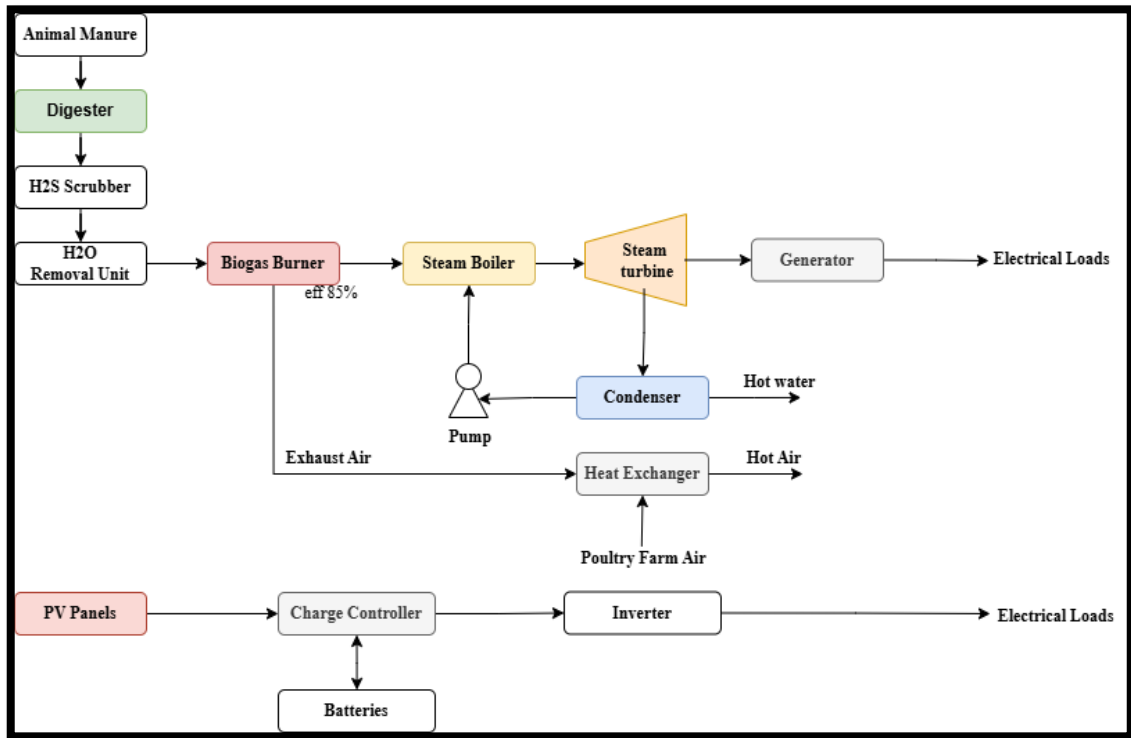 Animal Manure
Digester
H2S Scrubber
H2O
Removal Unit
Biogas Burner
eff 85%
Steam Boiler
Steam
turbine
Generator
Electrical Loads
Condenser
Hot water
Pump
Exhaust Air
Heat Exchanger
Hot Air
Poultry Farm Air
PV Panels
Charge Controller
Inverter
Electrical Loads
Batteries